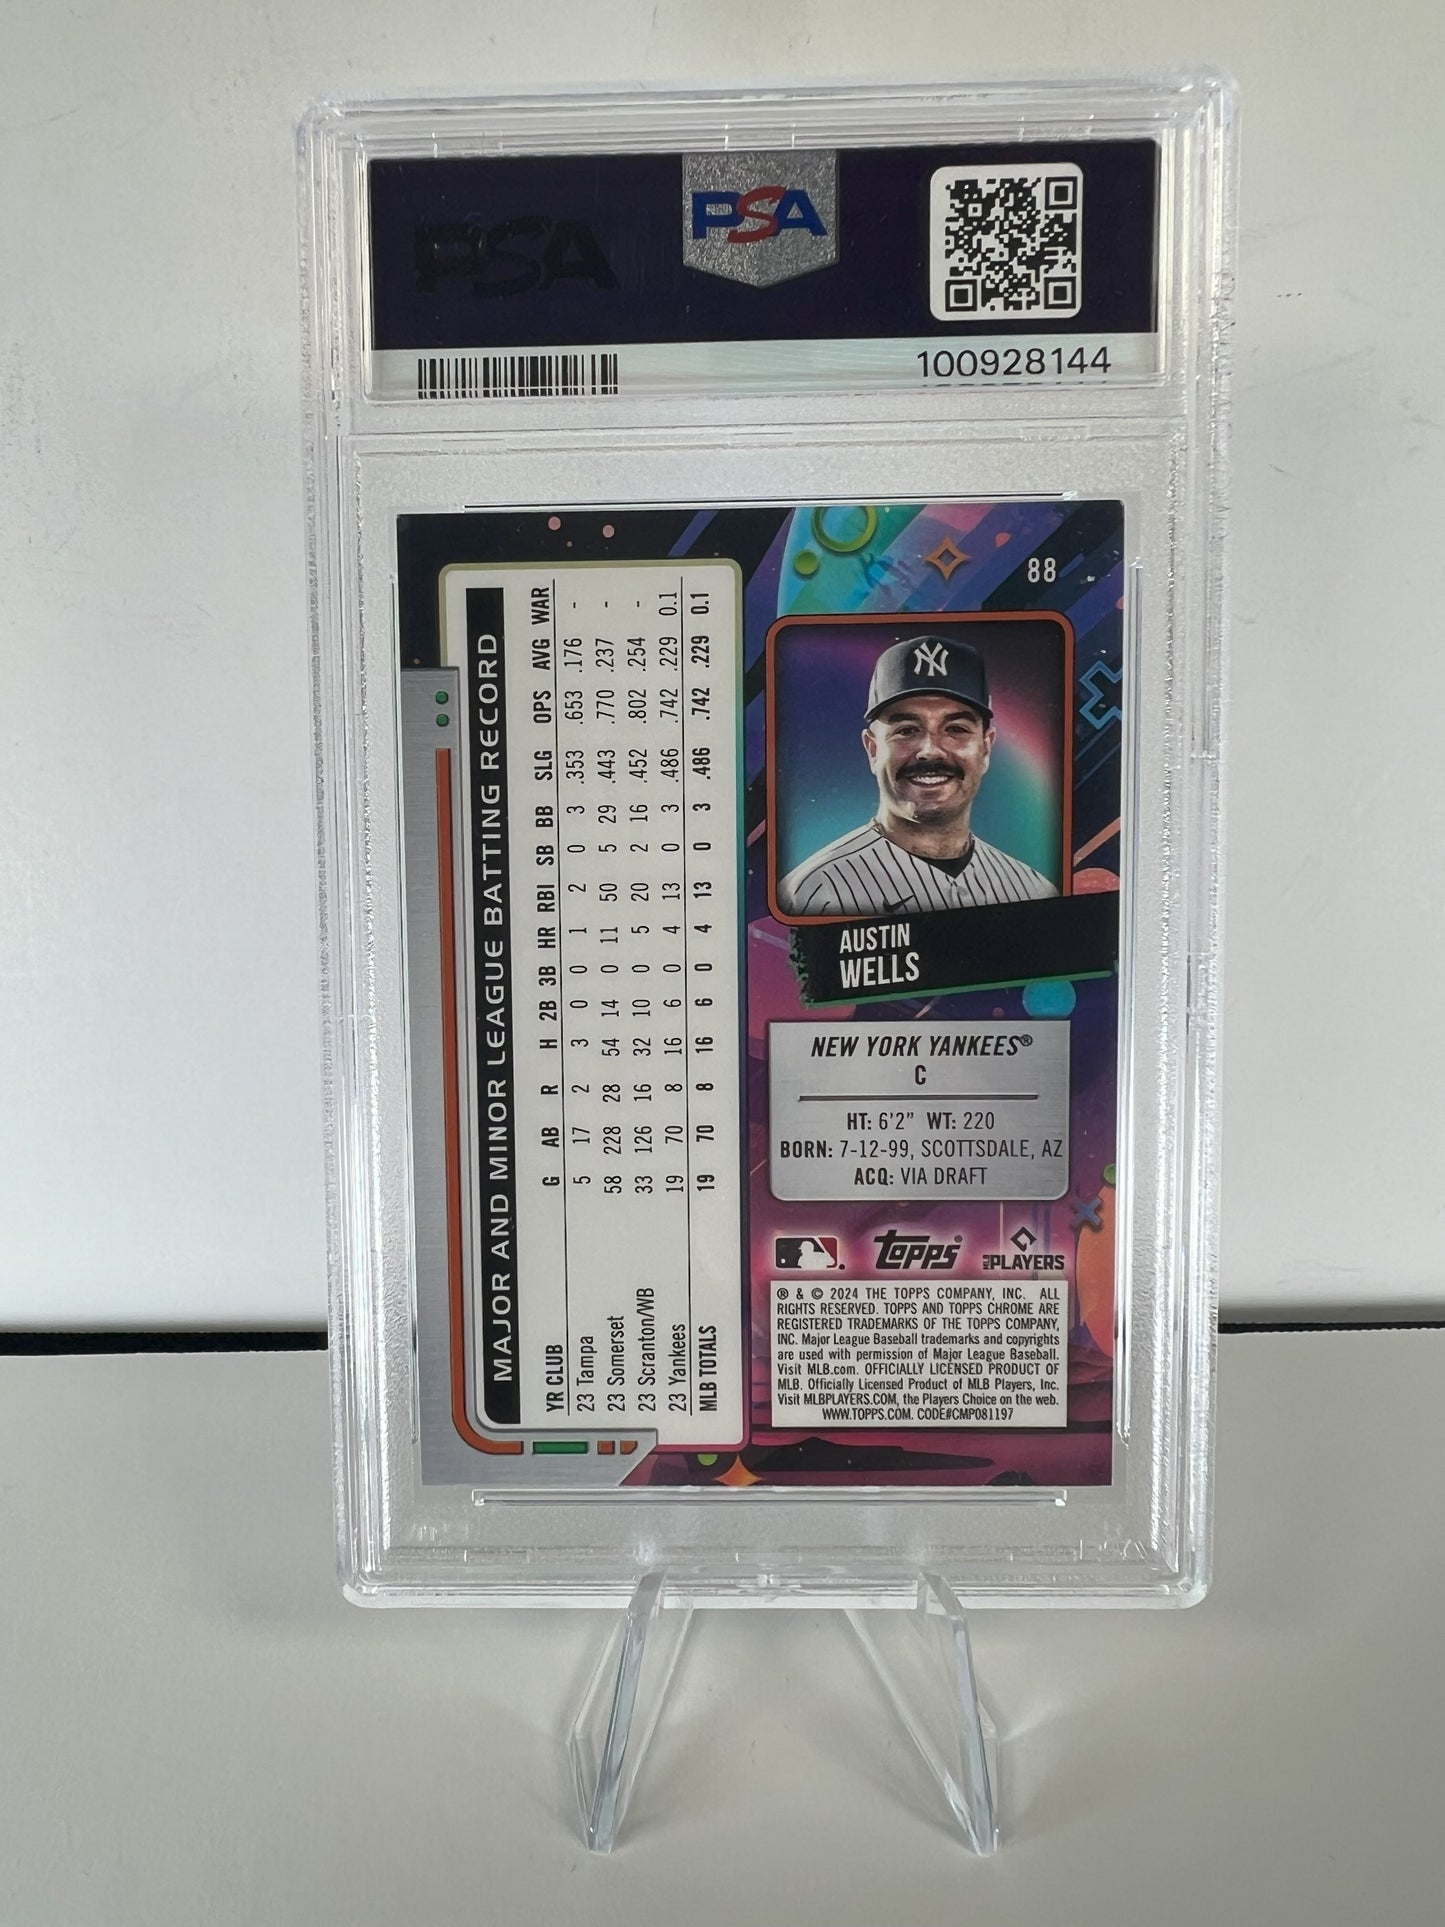 PSA
PSA
100928144
88
MAJOR AND MINOR LEAGUE BATTING RECORD
YR CLUB G AB R H 2B 3B HR RBI SB BB SLG OPS AVG WAR
23 Tampa 5 17 2 3 0 0 1 2 0 3 .353 .653 .176 -
23 Somerset 58 228 28 54 14 0 11 50 5 29 .443 .770 .237 -
23 Scranton/WB 33 126 16 32 10 0 5 20 2 16 .452 .802 .254 -
23 Yankees 19 70 8 16 6 0 4 13 0 3 .486 .742 .229 0.1
MLB TOTALS 19 70 8 16 6 0 4 13 0 3 .486 .742 .229 0.1
NY
AUSTIN
WELLS
NEW YORK YANKEES®
C
HT: 6'2" WT: 220
BORN: 7-12-99, SCOTTSDALE, AZ
ACQ: VIA DRAFT
Topps®
MLB PLAYERS
® & © 2024 THE TOPPS COMPANY, INC. ALL
RIGHTS RESERVED. TOPPS AND TOPPS CHROME ARE
REGISTERED TRADEMARKS OF THE TOPPS COMPANY,
INC. Major League Baseball trademarks and copyrights
are used with permission of Major League Baseball.
Visit MLB.com. OFFICIALLY LICENSED PRODUCT OF
MLB. Officially Licensed Product of MLB Players, Inc.
Visit MLBPLAYERS.COM, the Players Choice on the web.
WWW.TOPPS.COM. CODE#CMP081197